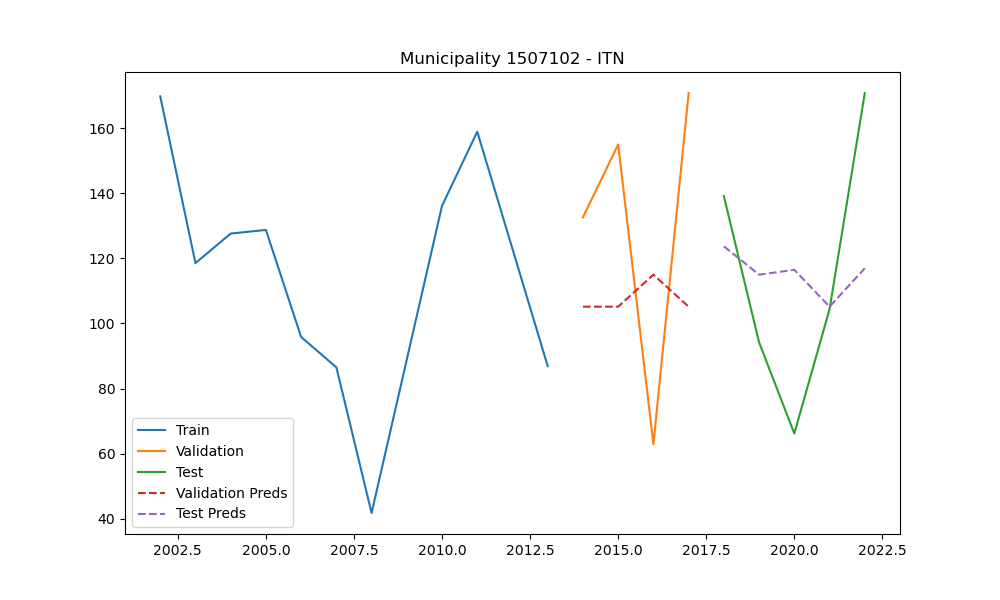 Municipality 1507102 - ITN
160
140
120
100
80
60
40
Train
Validation
Test
Validation Preds
Test Preds
2002.5 2005.0 2007.5 2010.0 2012.5 2015.0 2017.5 2020.0 2022.5